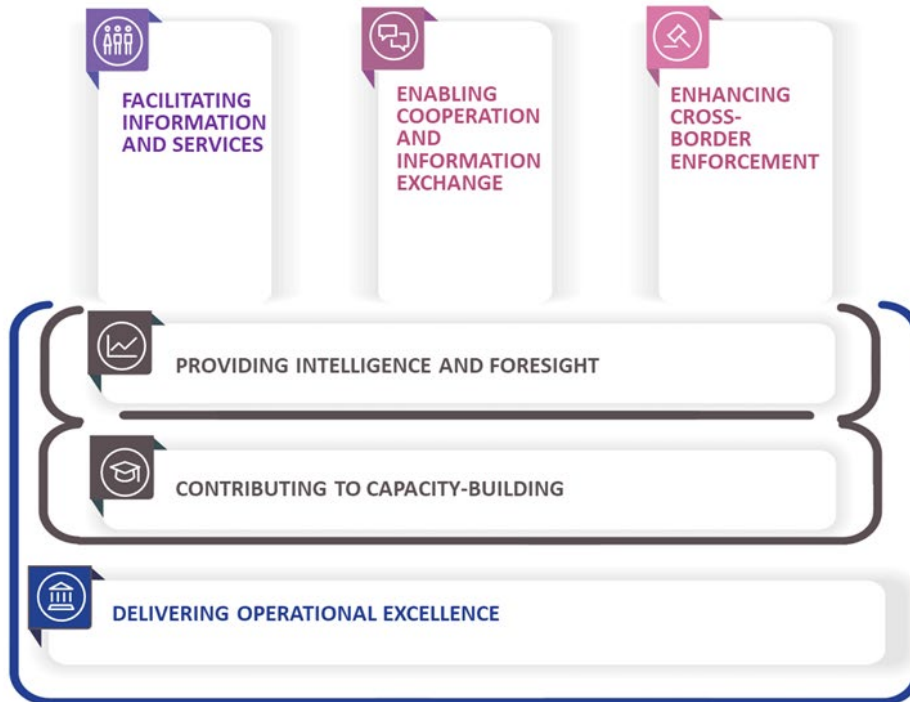 FACILITATING
INFORMATION
AND SERVICES
ENABLING
COOPERATION
AND
INFORMATION
EXCHANGE
ENHANCING
CROSS-
BORDER
ENFORCEMENT
PROVIDING INTELLIGENCE AND FORESIGHT
CONTRIBUTING TO CAPACITY-BUILDING
DELIVERING OPERATIONAL EXCELLENCE